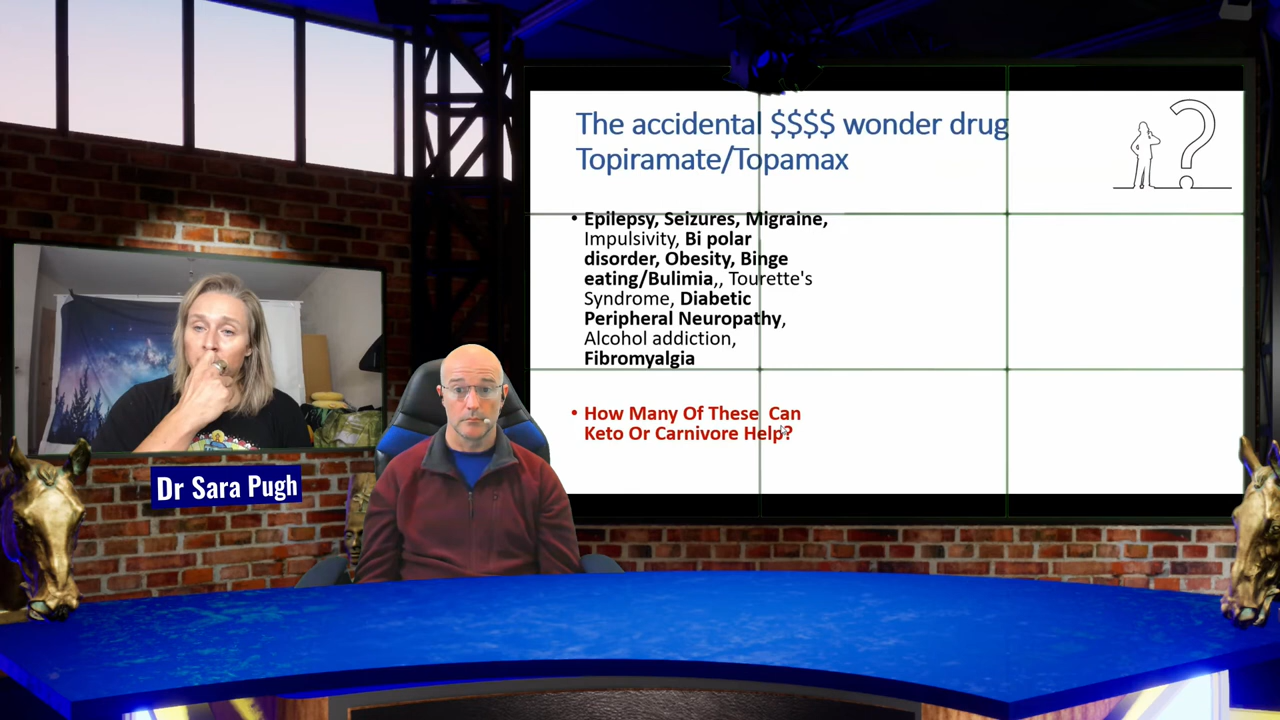 The accidental $$$$ wonder drug
Topiramate/Topamax
• Epilepsy, Seizures, Migraine,
Impulsivity, Bi polar
disorder, Obesity, Binge
eating/Bulimia,, Tourette's
Syndrome, Diabetic
Peripheral Neuropathy,
Alcohol addiction,
Fibromyalgia
• How Many Of These Can
Keto Or Carnivore Help?
Dr Sara Pugh